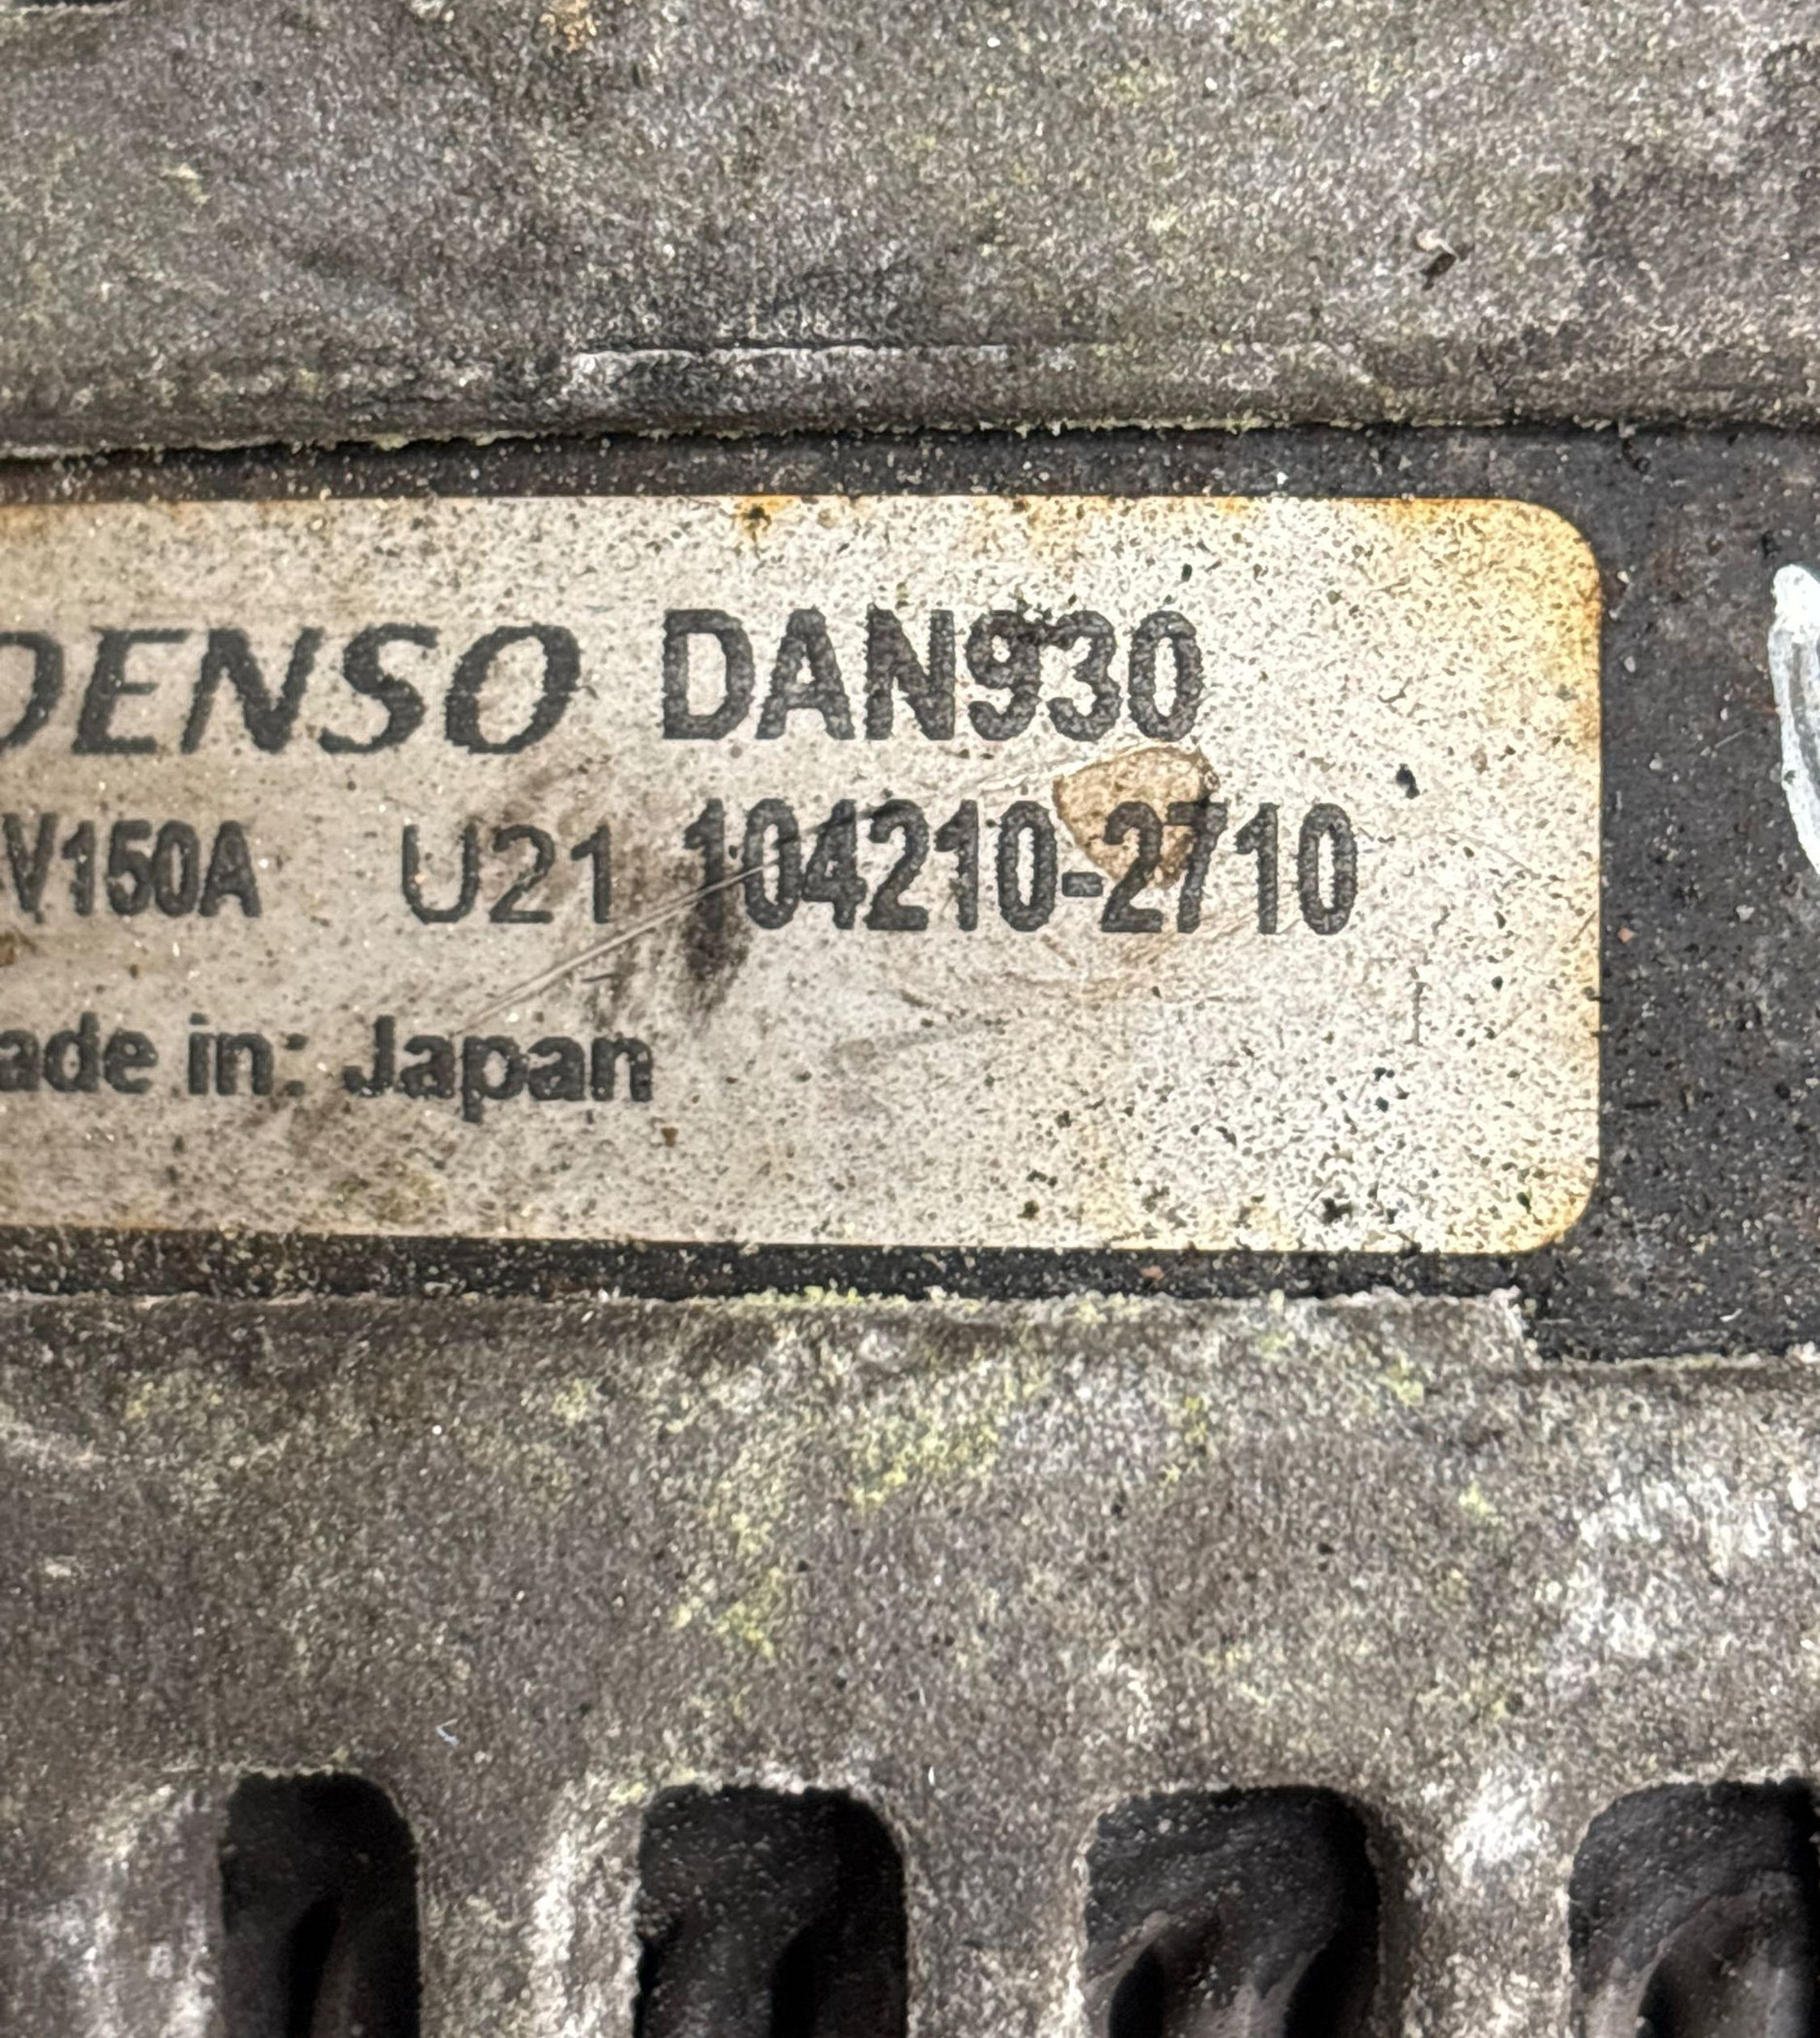 DENSO DAN930
V150A U21 104210-2710
ade in: Japan